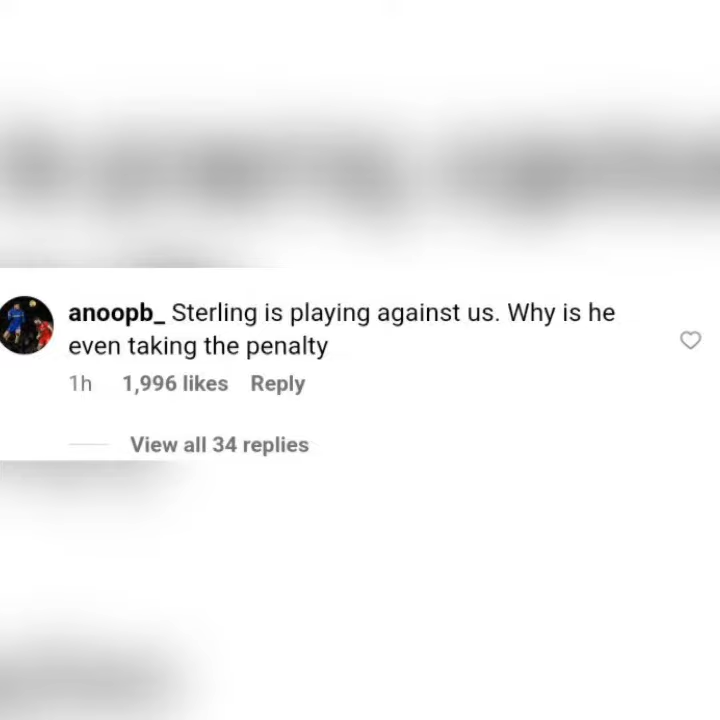 anoopb_ Sterling is playing against us. Why is he
even taking the penalty
1h 1,996 likes Reply
View all 34 replies